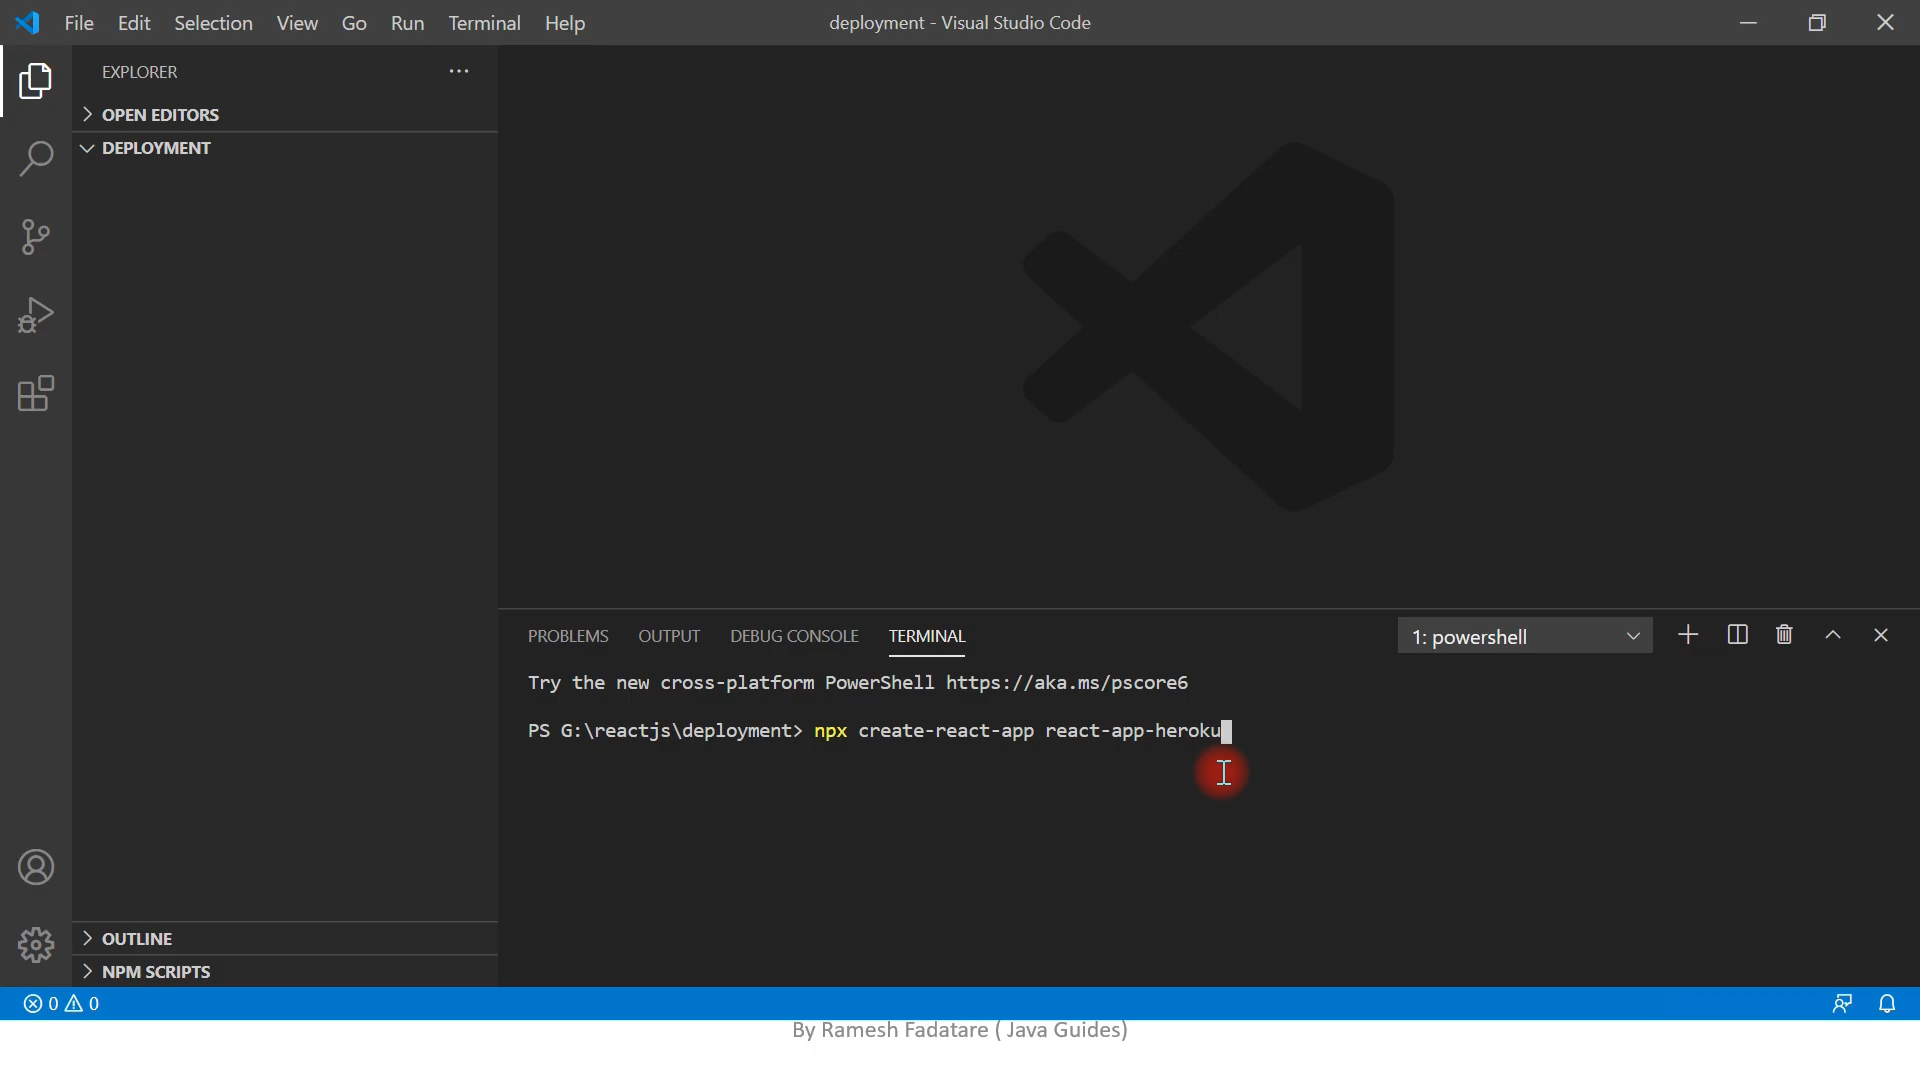 File Edit Selection View Go Run Terminal Help deployment - Visual Studio Code
EXPLORER
OPEN EDITORS
DEPLOYMENT
PROBLEMS OUTPUT DEBUG CONSOLE TERMINAL 1: powershell
Try the new cross-platform PowerShell https://aka.ms/pscore6
PS G:\reactjs\deployment> npx create-react-app react-app-heroku
OUTLINE
NPM SCRIPTS
0 0
By Ramesh Fadatare ( Java Guides)